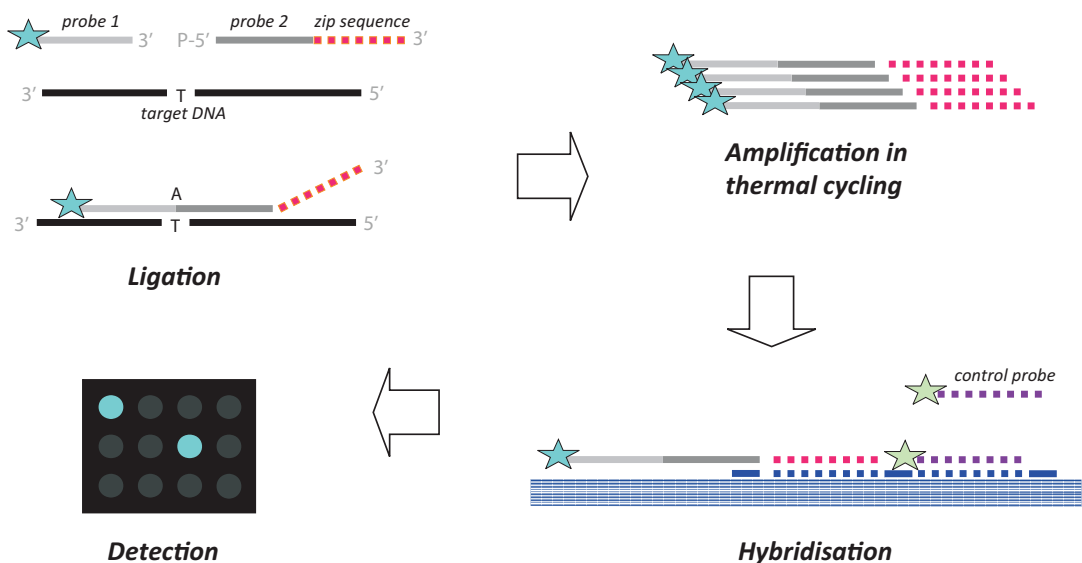 probe 1 3′ P-5′ probe 2 zip sequence 3′
3′ T 5′
target DNA
3′
A
3′ T 5′
Ligation
Amplification in
thermal cycling
control probe
Hybridisation
Detection